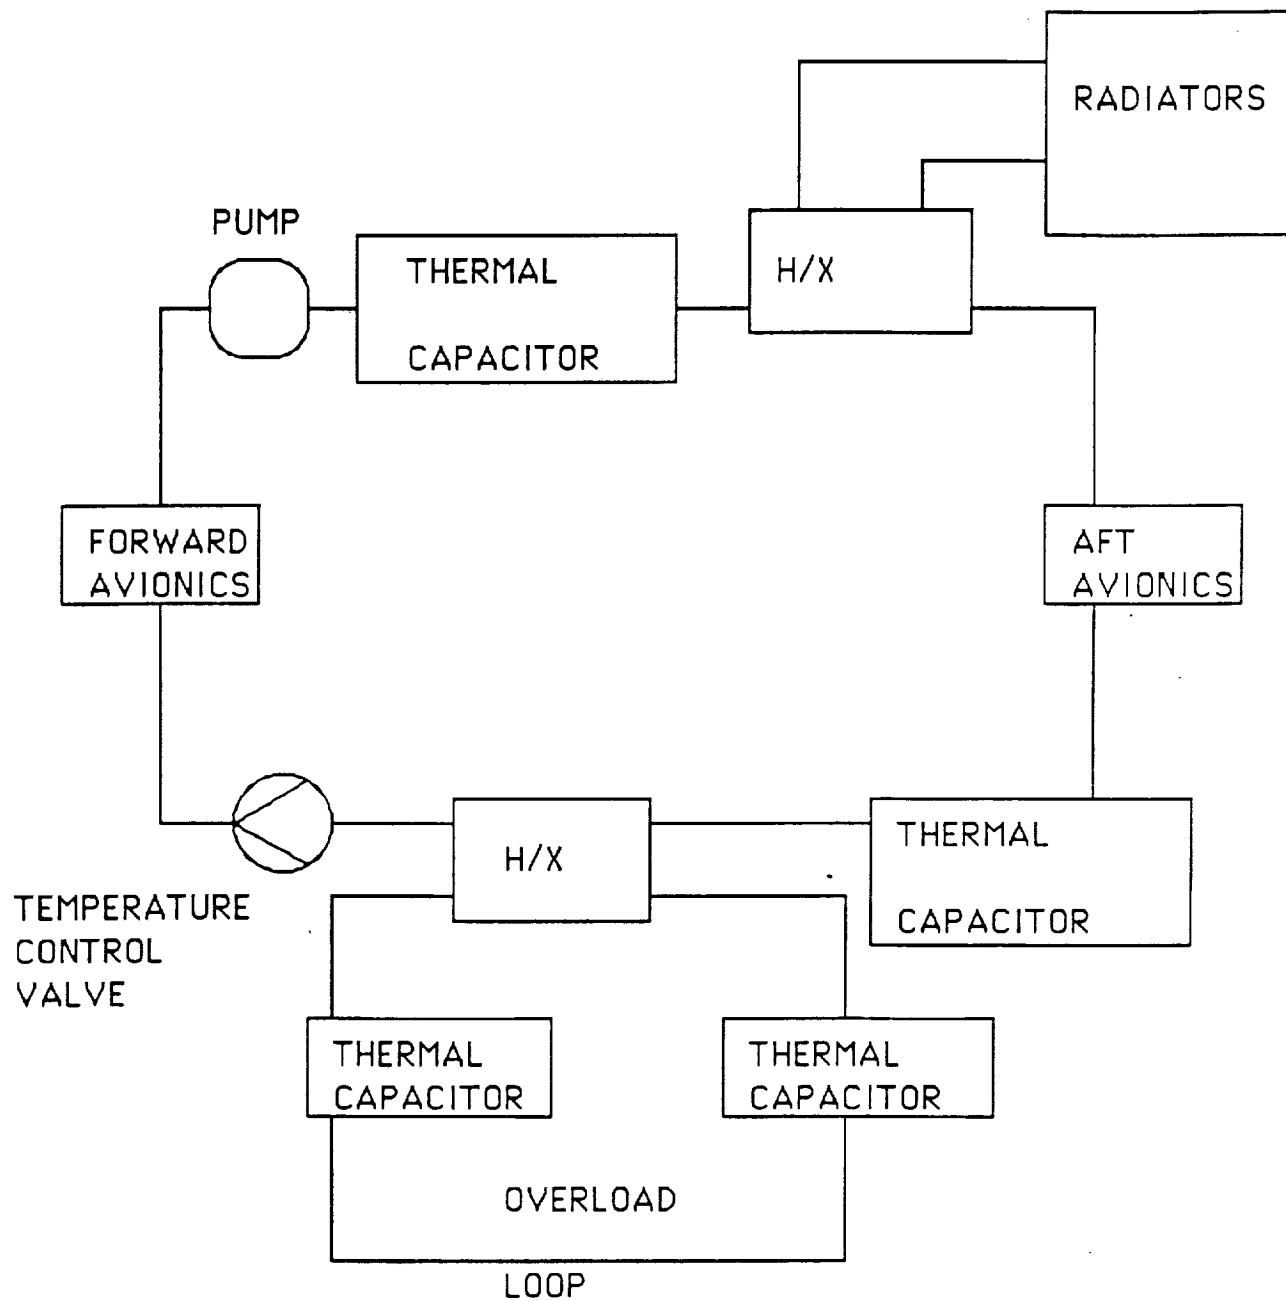 RADIATORS
PUMP
THERMAL
CAPACITOR
H/X
FORWARD
AVIONICS
AFT
AVIONICS
TEMPERATURE
CONTROL
VALVE
H/X
THERMAL
CAPACITOR
THERMAL
CAPACITOR
THERMAL
CAPACITOR
OVERLOAD
LOOP